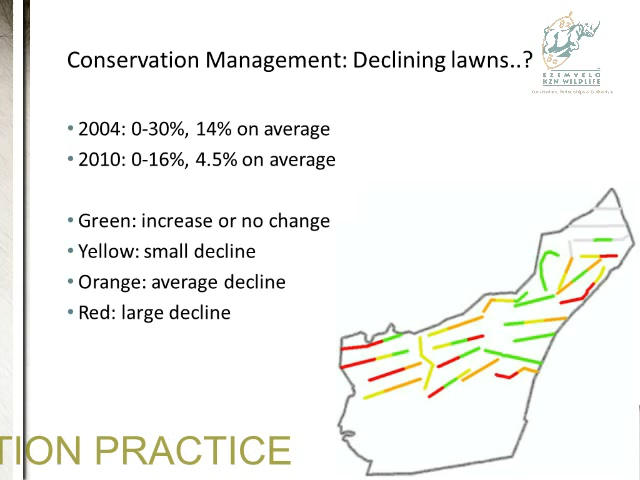 Conservation Management: Declining lawns..?
EZEMVELO
KZN WILDLIFE
• 2004: 0-30%, 14% on average
• 2010: 0-16%, 4.5% on average
• Green: increase or no change
• Yellow: small decline
• Orange: average decline
• Red: large decline
TION PRACTICE